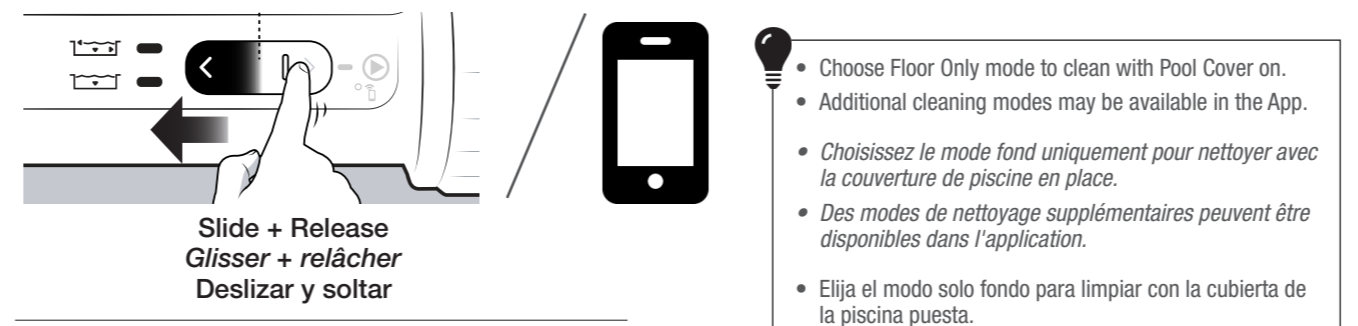 Slide + Release
Glisser + relâcher
Deslizar y soltar
• Choose Floor Only mode to clean with Pool Cover on.
• Additional cleaning modes may be available in the App.
• Choisissez le mode fond uniquement pour nettoyer avec
la couverture de piscine en place.
• Des modes de nettoyage supplémentaires peuvent être
disponibles dans l'application.
• Elija el modo solo fondo para limpiar con la cubierta de
la piscina puesta.